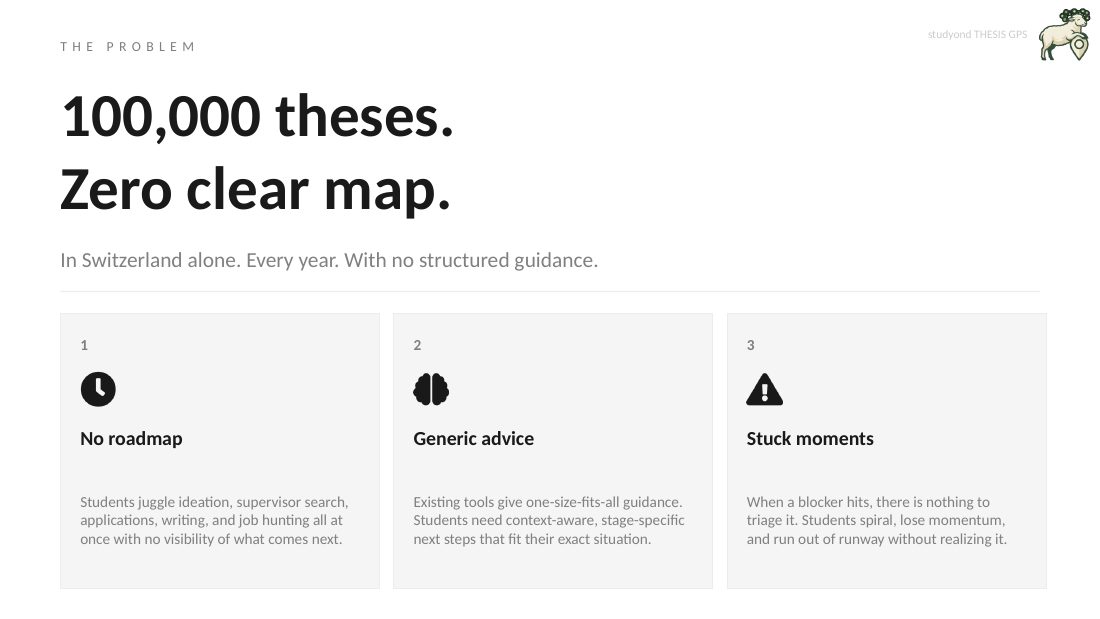 THE PROBLEM
studyond THESIS GPS
100,000 theses.
Zero clear map.
In Switzerland alone. Every year. With no structured guidance.
1
No roadmap
Students juggle ideation, supervisor search,
applications, writing, and job hunting all at
once with no visibility of what comes next.
2
Generic advice
Existing tools give one-size-fits-all guidance.
Students need context-aware, stage-specific
next steps that fit their exact situation.
3
Stuck moments
When a blocker hits, there is nothing to
triage it. Students spiral, lose momentum,
and run out of runway without realizing it.